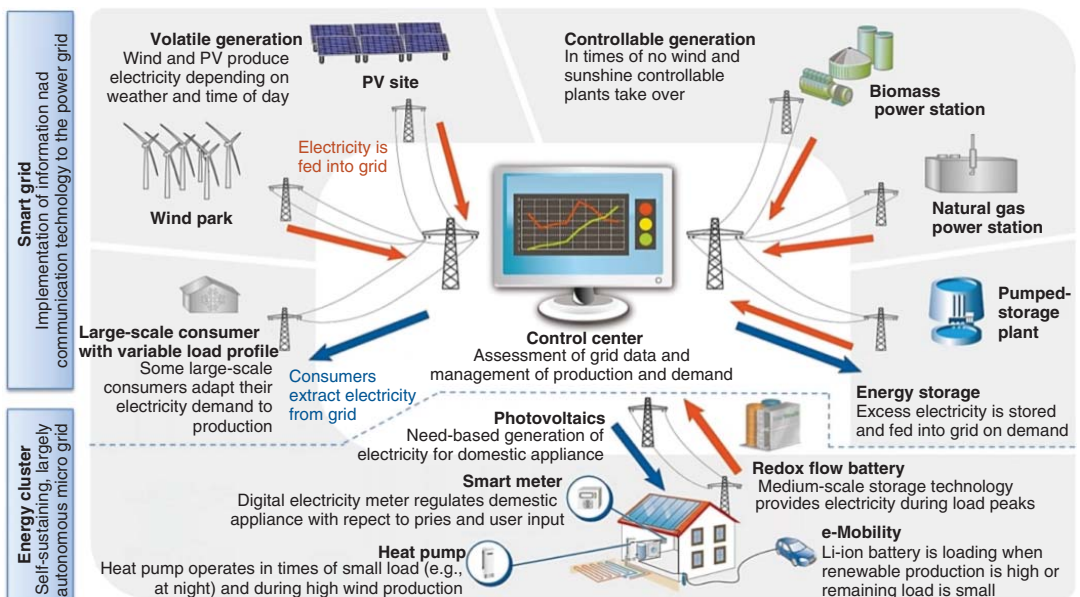 Smart grid
Implementation of information nad
communication technology to the power grid
Volatile generation
Wind and PV produce
electricity depending on
weather and time of day
PV site
Wind park
Electricity is
fed into grid
Controllable generation
In times of no wind and
sunshine controllable
plants take over
Biomass
power station
Natural gas
power station
Large-scale consumer
with variable load profile
Some large-scale
consumers adapt their
electricity demand to
production
Consumers
extract electricity
from grid
Control center
Assessment of grid data and
management of production and demand
Pumped-
storage
plant
Energy storage
Excess electricity is stored
and fed into grid on demand
Energy cluster
Self-sustaining, largely
autonomous micro grid
Photovoltaics
Need-based generation of
electricity for domestic appliance
Smart meter
Digital electricity meter regulates demestic
appliance with repect to pries and user input
Heat pump
Heat pump operates in times of small load (e.g.,
at night) and during high wind production
Redox flow battery
Medium-scale storage technology
provides electricity during load peaks
e-Mobility
Li-ion battery is loading when
renewable production is high or
remaining load is small